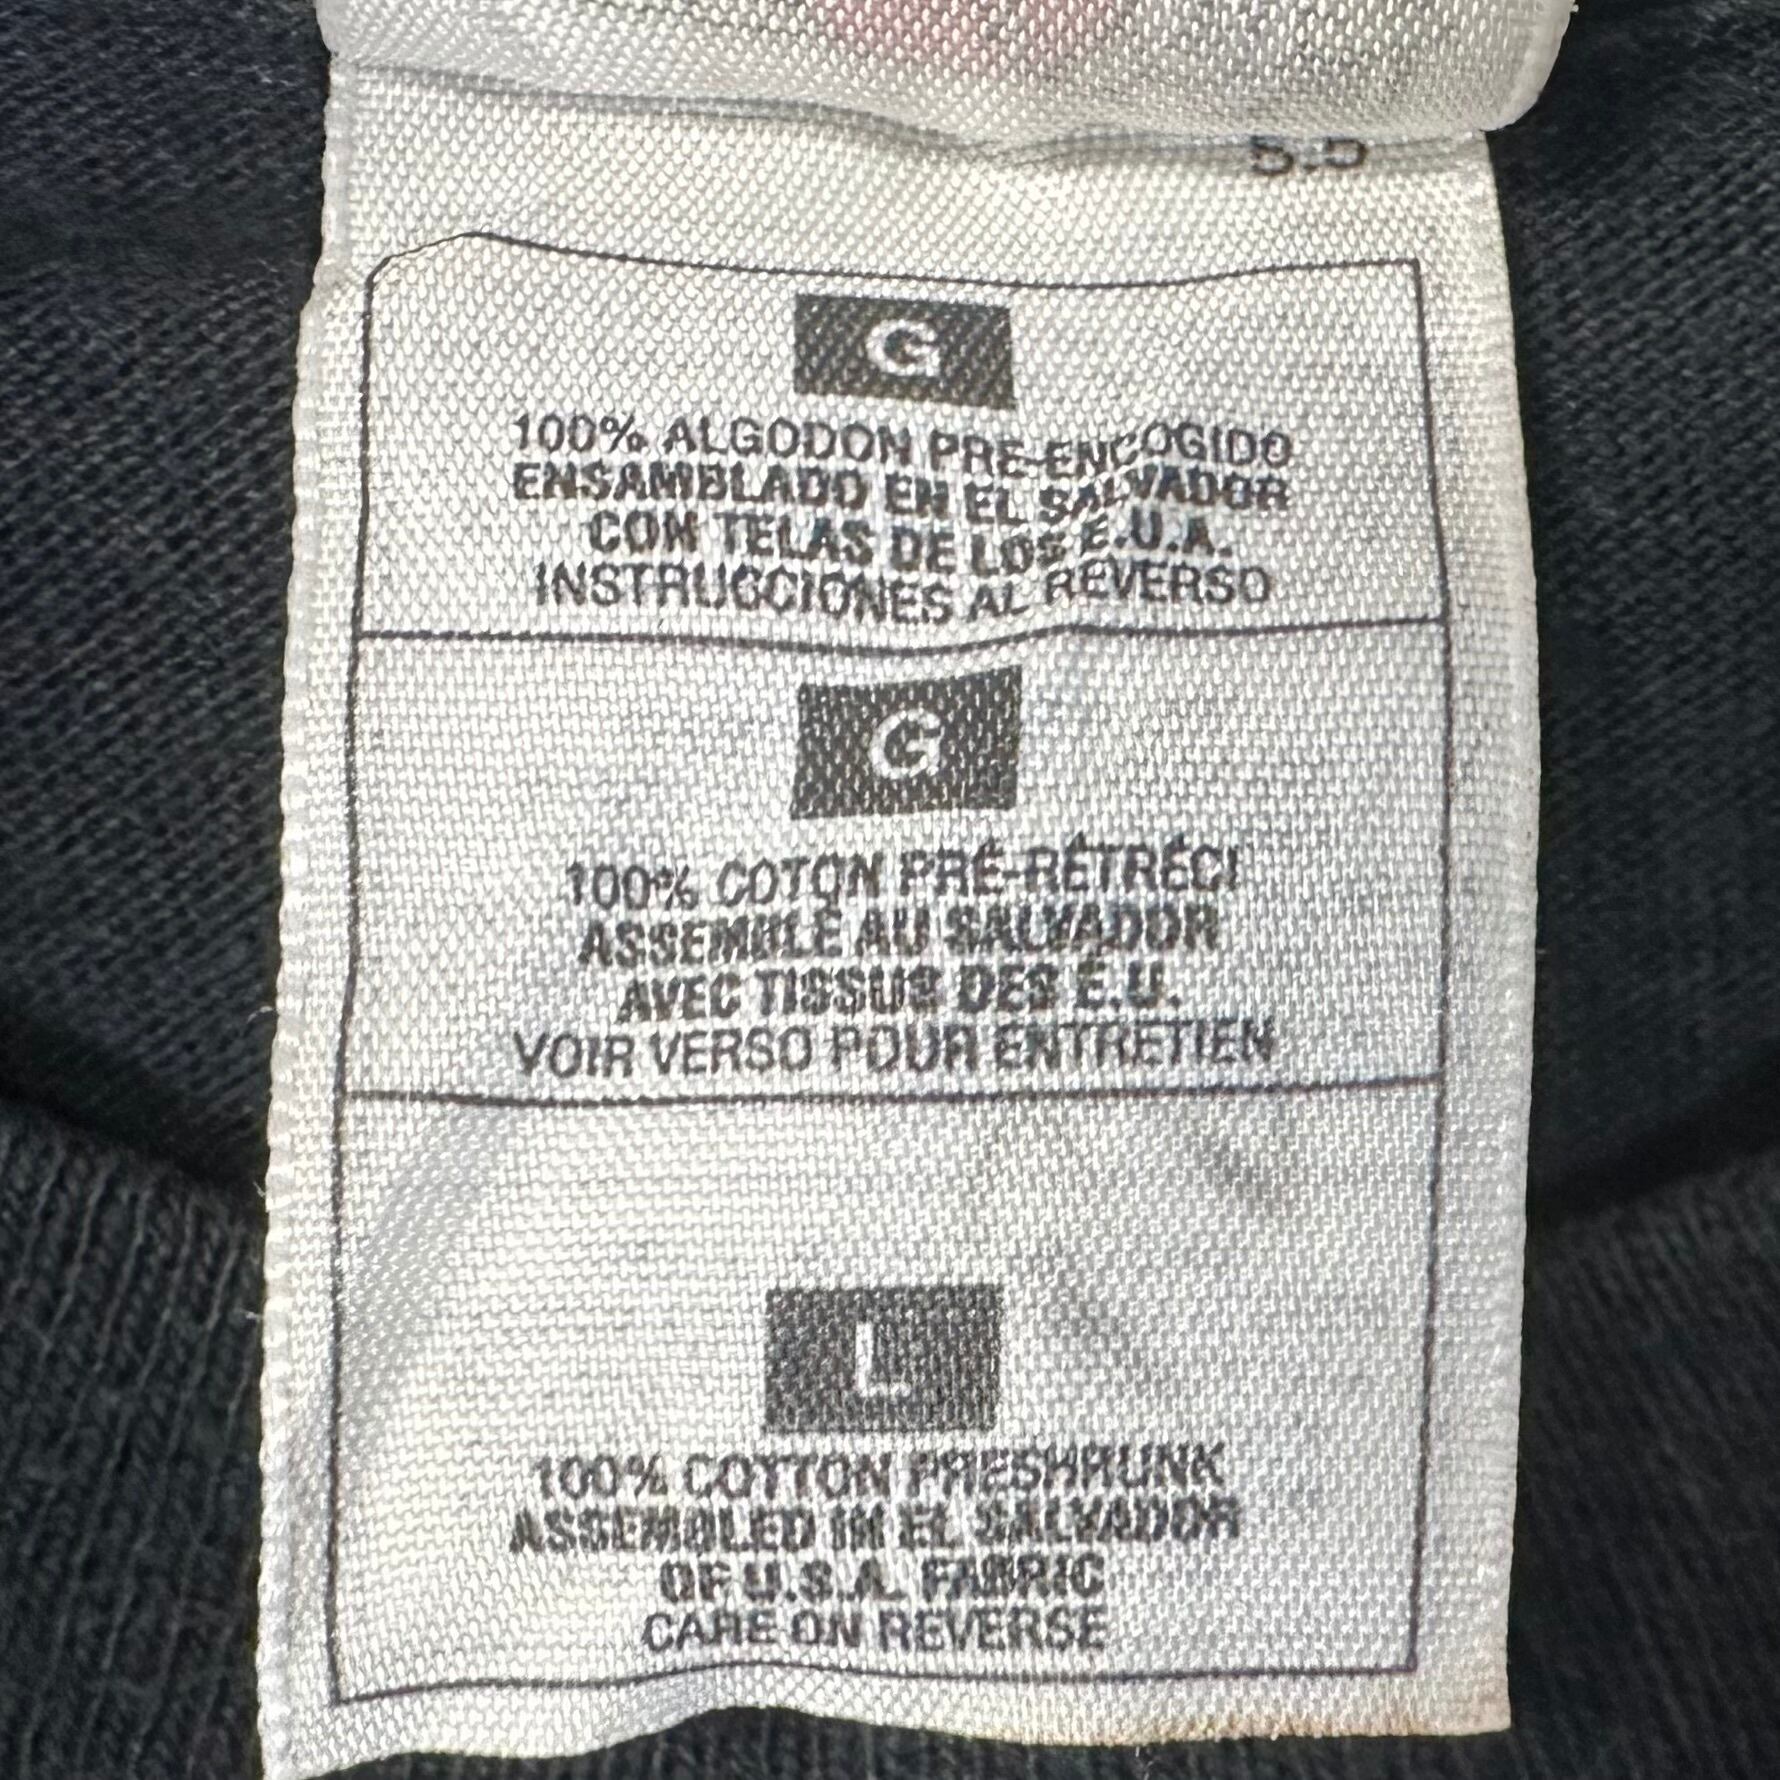 5.5
G
100% ALGODON PRE-ENCOGIDO
ENSAMBLADO EN EL SALVADOR
CON TELAS DE LOS E.U.A.
INSTRUCCIONES AL REVERSO
G
100% COTON PRÉ-RÉTRÉCI
ASSEMBLÉ AU SALVADOR
AVEC TISSUS DES É.U.
VOIR VERSO POUR ENTRETIEN
L
100% COTTON PRESHRUNK
ASSEMBLED IN EL SALVADOR
OF U.S.A. FABRIC
CARE ON REVERSE